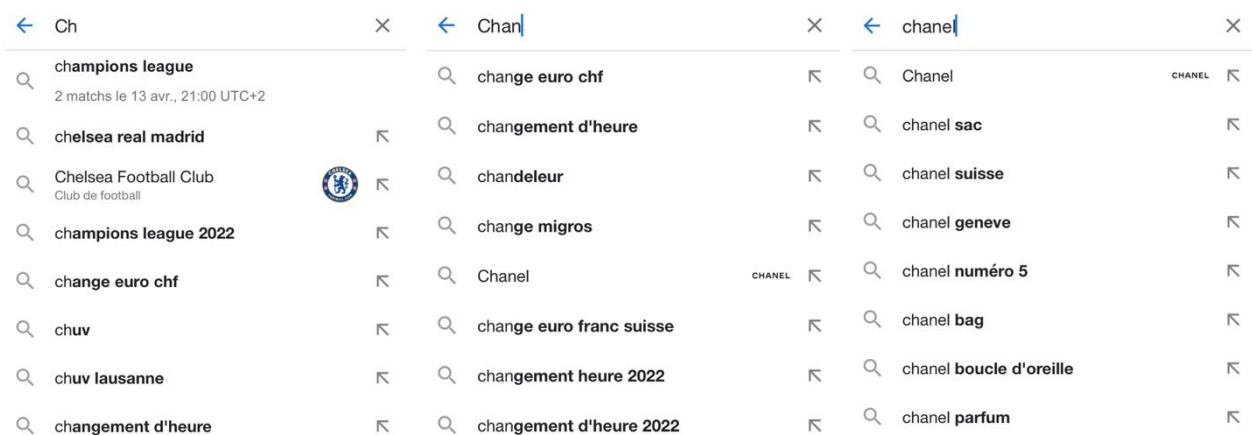 Ch
champions league
2 matchs le 13 avr., 21:00 UTC+2
chelsea real madrid
Chelsea Football Club
Club de football
CHELSEA
champions league 2022
change euro chf
chuv
chuv lausanne
changement d'heure
Chan
change euro chf
changement d'heure
chandeleur
change migros
Chanel CHANEL
change euro franc suisse
changement heure 2022
changement d'heure 2022
chanel
Chanel CHANEL
chanel sac
chanel suisse
chanel geneve
chanel numéro 5
chanel bag
chanel boucle d'oreille
chanel parfum